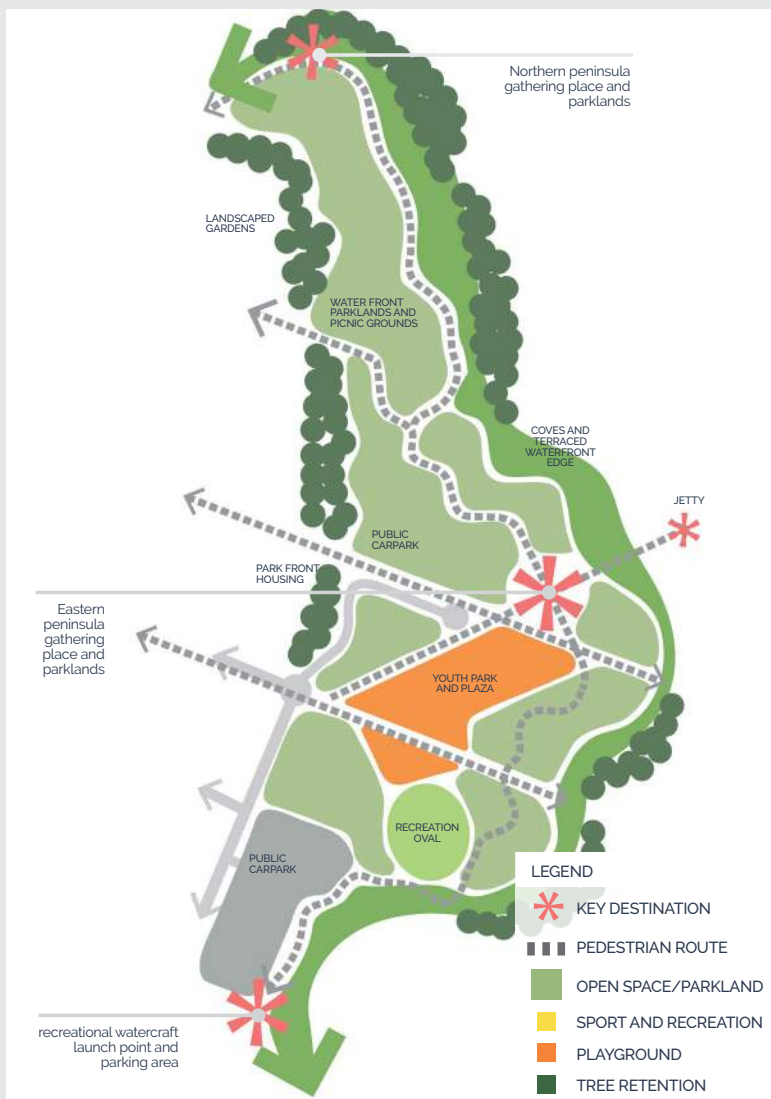 Northern peninsula
gathering place and
parklands
LANDSCAPED
GARDENS
WATER FRONT
PARKLANDS AND
PICNIC GROUNDS
COVES AND
TERRACED
WATERFRONT
EDGE
JETTY
PUBLIC
CARPARK
PARK FRONT
HOUSING
Eastern
peninsula
gathering
place and
parklands
YOUTH PARK
AND PLAZA
RECREATION
OVAL
PUBLIC
CARPARK
recreational watercraft
launch point and
parking area
LEGEND
KEY DESTINATION
PEDESTRIAN ROUTE
OPEN SPACE/PARKLAND
SPORT AND RECREATION
PLAYGROUND
TREE RETENTION